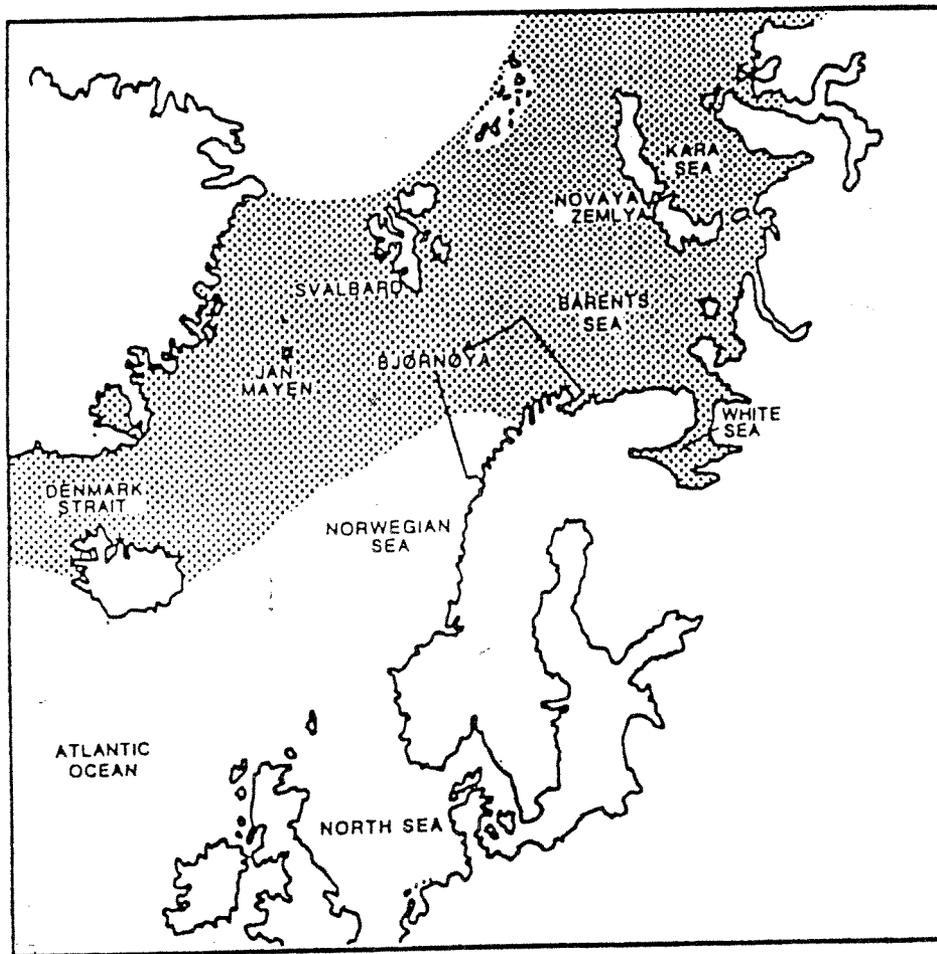 KARA
SEA
NOVAYA
ZEMLYA
SVALBARD
BARENTS
SEA
BJØRNØYA
JAN
MAYEN
WHITE
SEA
DENMARK
STRAIT
NORWEGIAN
SEA
ATLANTIC
OCEAN
NORTH SEA